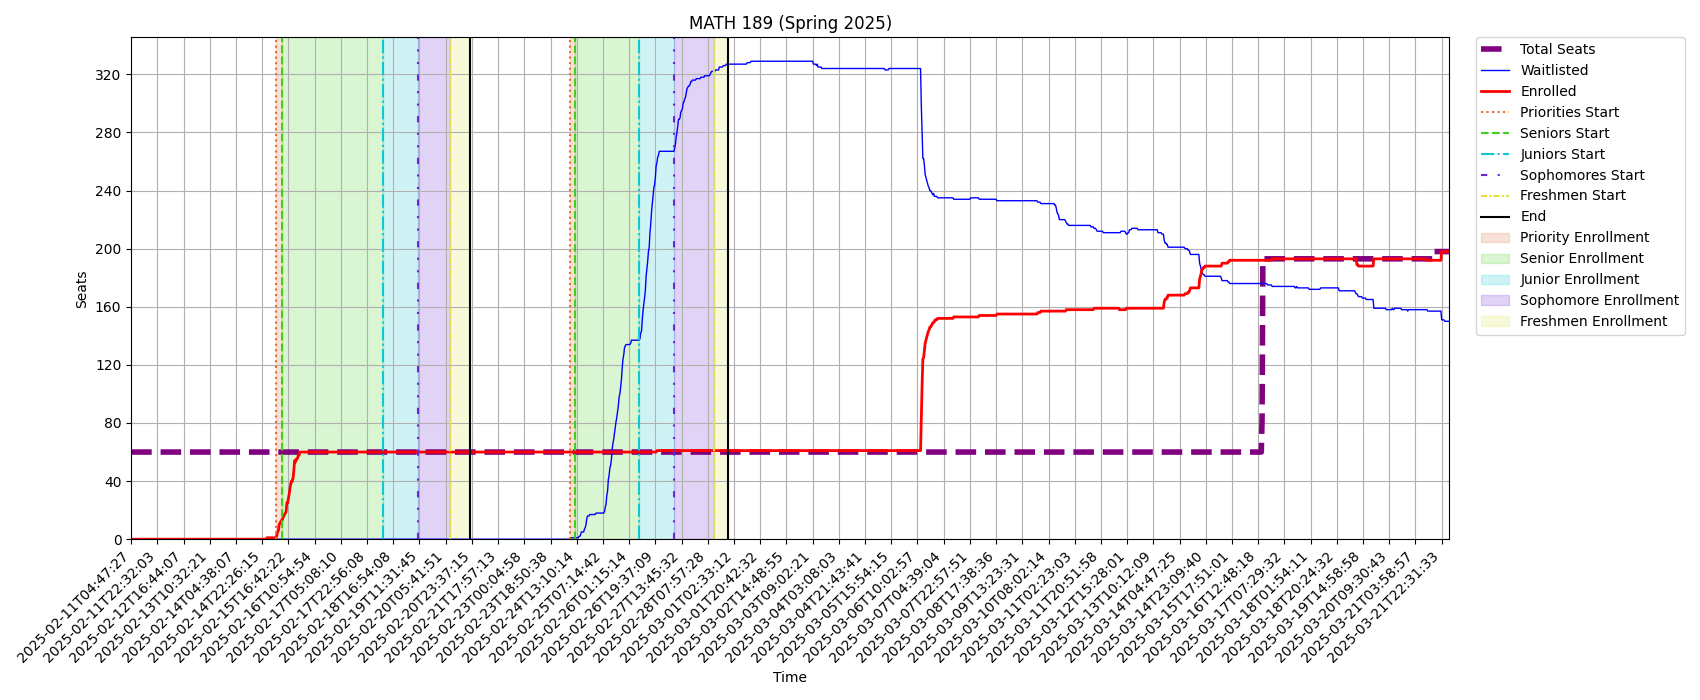 MATH 189 (Spring 2025)
320
280
240
200
160
120
80
40
0
Seats
2025-02-11T04:47:27
2025-02-11T22:32:03
2025-02-12T16:44:07
2025-02-13T10:32:21
2025-02-14T04:38:07
2025-02-14T22:26:15
2025-02-15T16:42:22
2025-02-16T10:54:54
2025-02-17T05:08:10
2025-02-17T22:56:08
2025-02-18T16:54:08
2025-02-19T11:31:45
2025-02-20T05:41:51
2025-02-20T23:37:15
2025-02-21T17:57:13
2025-02-23T00:04:58
2025-02-23T18:50:38
2025-02-24T13:10:14
2025-02-25T07:14:42
2025-02-26T01:15:14
2025-02-26T19:37:09
2025-02-27T13:45:32
2025-02-28T07:57:28
2025-03-01T02:33:12
2025-03-01T20:42:32
2025-03-02T14:48:55
2025-03-03T09:02:21
2025-03-04T03:08:03
2025-03-04T21:43:41
2025-03-05T15:54:15
2025-03-06T10:02:57
2025-03-07T04:39:04
2025-03-07T22:57:51
2025-03-08T17:38:36
2025-03-09T13:23:31
2025-03-10T08:02:14
2025-03-11T02:23:03
2025-03-11T20:51:58
2025-03-12T15:28:01
2025-03-13T10:12:09
2025-03-14T04:47:25
2025-03-14T23:09:40
2025-03-15T17:51:01
2025-03-16T12:48:18
2025-03-17T07:29:32
2025-03-18T01:54:11
2025-03-18T20:24:32
2025-03-19T14:58:58
2025-03-20T09:30:43
2025-03-21T03:58:57
2025-03-21T22:31:33
Time
Total Seats
Waitlisted
Enrolled
Priorities Start
Seniors Start
Juniors Start
Sophomores Start
Freshmen Start
End
Priority Enrollment
Senior Enrollment
Junior Enrollment
Sophomore Enrollment
Freshmen Enrollment